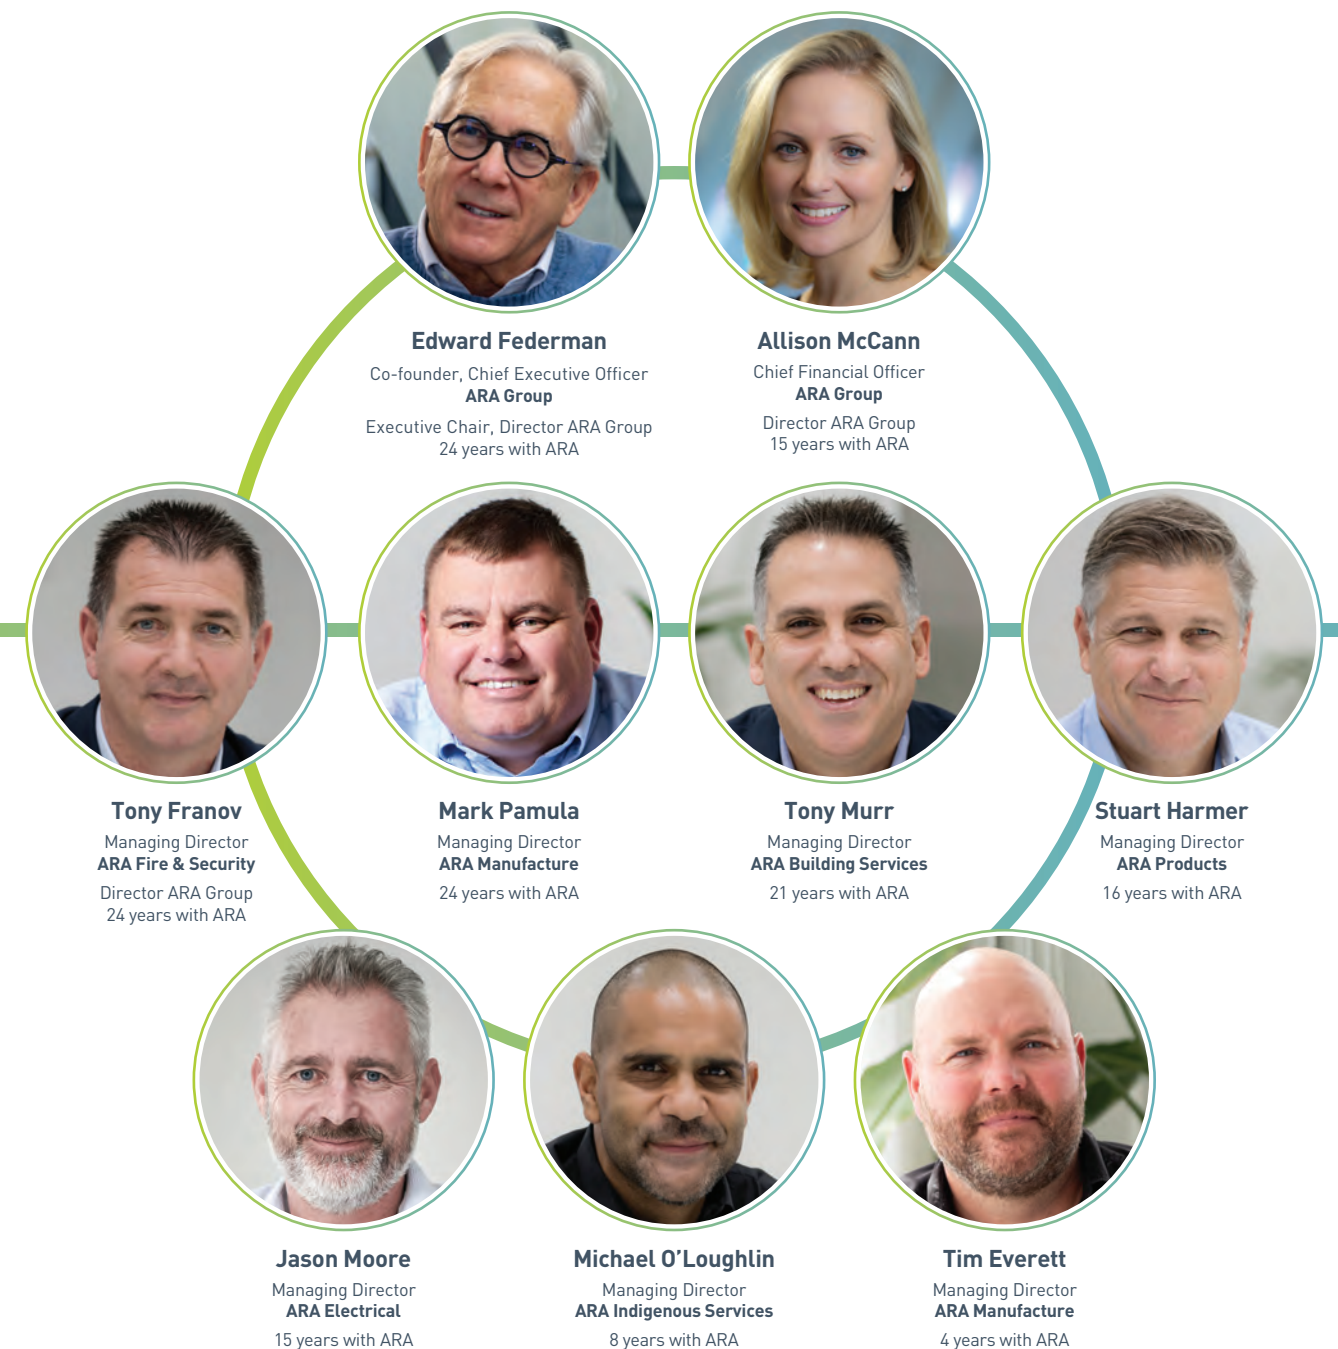 Edward Federman
Co-founder, Chief Executive Officer
ARA Group
Executive Chair, Director ARA Group
24 years with ARA
Allison McCann
Chief Financial Officer
ARA Group
Director ARA Group
15 years with ARA
Tony Franov
Managing Director
ARA Fire & Security
Director ARA Group
24 years with ARA
Mark Pamula
Managing Director
ARA Manufacture
24 years with ARA
Tony Murr
Managing Director
ARA Building Services
21 years with ARA
Stuart Harmer
Managing Director
ARA Products
16 years with ARA
Jason Moore
Managing Director
ARA Electrical
15 years with ARA
Michael O'Loughlin
Managing Director
ARA Indigenous Services
8 years with ARA
Tim Everett
Managing Director
ARA Manufacture
4 years with ARA